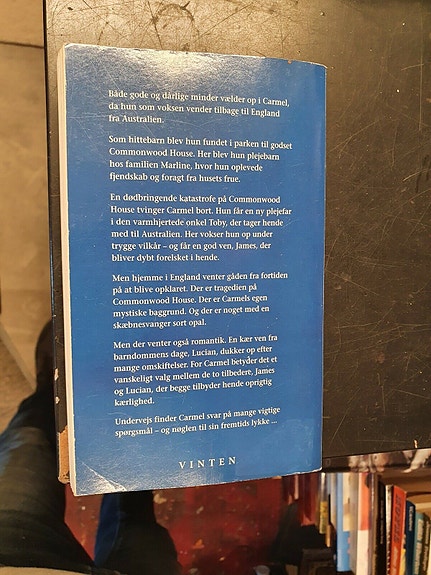 Både gode og dårlige minder vælder op i Carmel,
da hun som voksen vender tilbage til England
fra Australien.
Som hittebarn blev hun fundet i parken til godset
Commonwood House. Her blev hun plejebarn
hos familien Marline, hvor hun oplevede
fjendskab og foragt fra husets frue.
En dødbringende katastrofe på Commonwood
House tvinger Carmel bort. Hun får en ny plejefar
i den varmhjertede onkel Toby, der tager hende
med til Australien. Her vokser hun op under
trygge vilkår – og får en god ven, James, der
bliver dybt forelsket i hende.
Men hjemme i England venter gåden fra fortiden
på at blive opklaret. Der er tragedien på
Commonwood House. Der er Carmels egen
mystiske baggrund. Og der er noget med en
skæbnesvanger sort opal.
Men der venter også romantik. En kær ven fra
barndommens dage, Lucian, dukker op efter
mange omskiftelser. For Carmel betyder det et
vanskeligt valg mellem de to tilbedere, James
og Lucian, der begge tilbyder hende oprigtig
kærlighed.
Undervejs finder Carmel svar på mange vigtige
spørgsmål – og nøglen til sin fremtids lykke ...
VINTEN